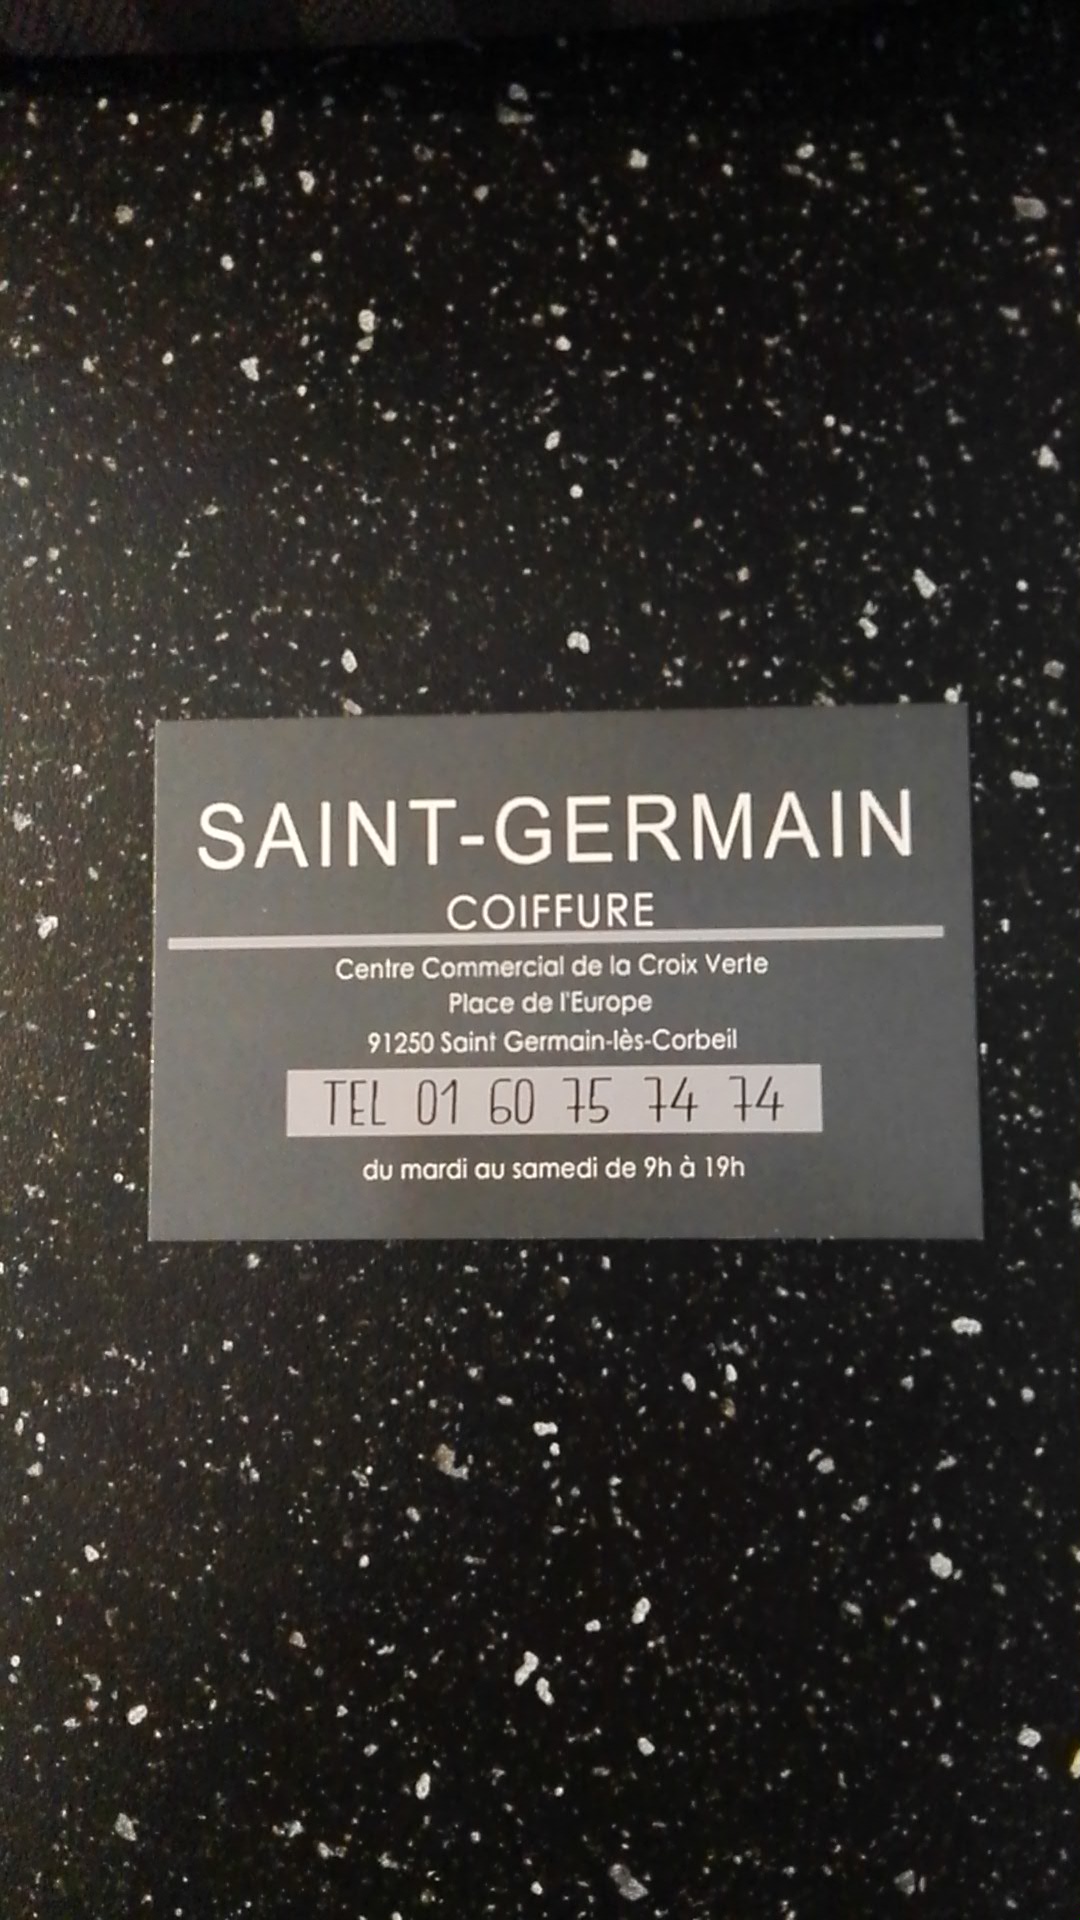 SAINT-GERMAIN
COIFFURE
Centre Commercial de la Croix Verte
Place de l'Europe
91250 Saint Germain-lès-Corbeil
TEL 01 60 75 74 74
du mardi au samedi de 9h à 19h